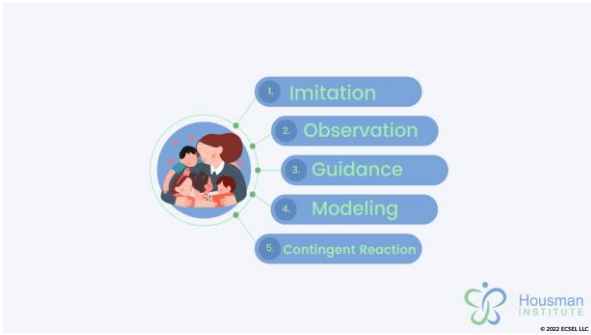 1. Imitation
2. Observation
3. Guidance
4. Modeling
5. Contingent Reaction
Housman
INSTITUTE
© 2022 ECSEL LLC